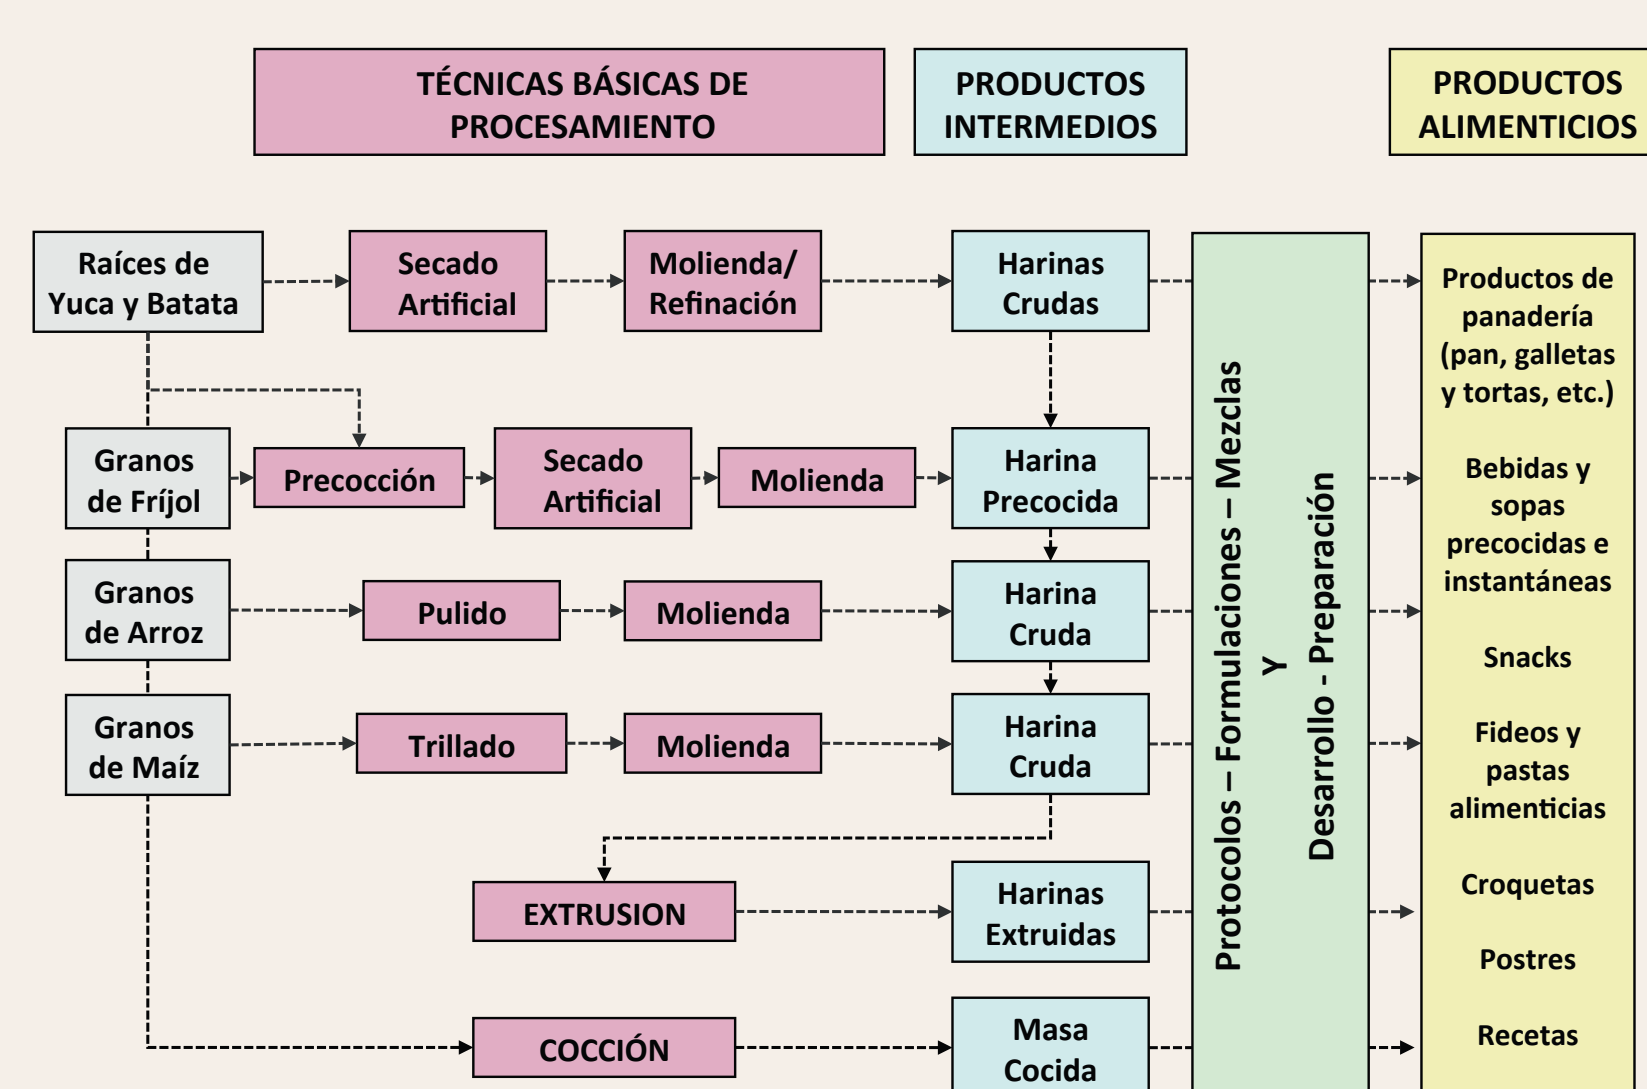 TÉCNICAS BÁSICAS DE
PROCESAMIENTO
PRODUCTOS
INTERMEDIOS
PRODUCTOS
ALIMENTICIOS
Raíces de
Yuca y Batata
Secado
Artificial
Molienda/
Refinación
Harinas
Crudas
Granos
de Fríjol
Precocción
Secado
Artificial
Molienda
Harina
Precocida
Granos
de Arroz
Pulido
Molienda
Harina
Cruda
Granos
de Maíz
Trillado
Molienda
Harina
Cruda
EXTRUSION
Harinas
Extruidas
COCCIÓN
Masa
Cocida
Protocolos – Formulaciones – Mezclas
Y
Desarrollo - Preparación
Productos de
panadería
(pan, galletas
y tortas, etc.)
Bebidas y
sopas
precocidas e
instantáneas
Snacks
Fideos y
pastas
alimenticias
Croquetas
Postres
Recetas